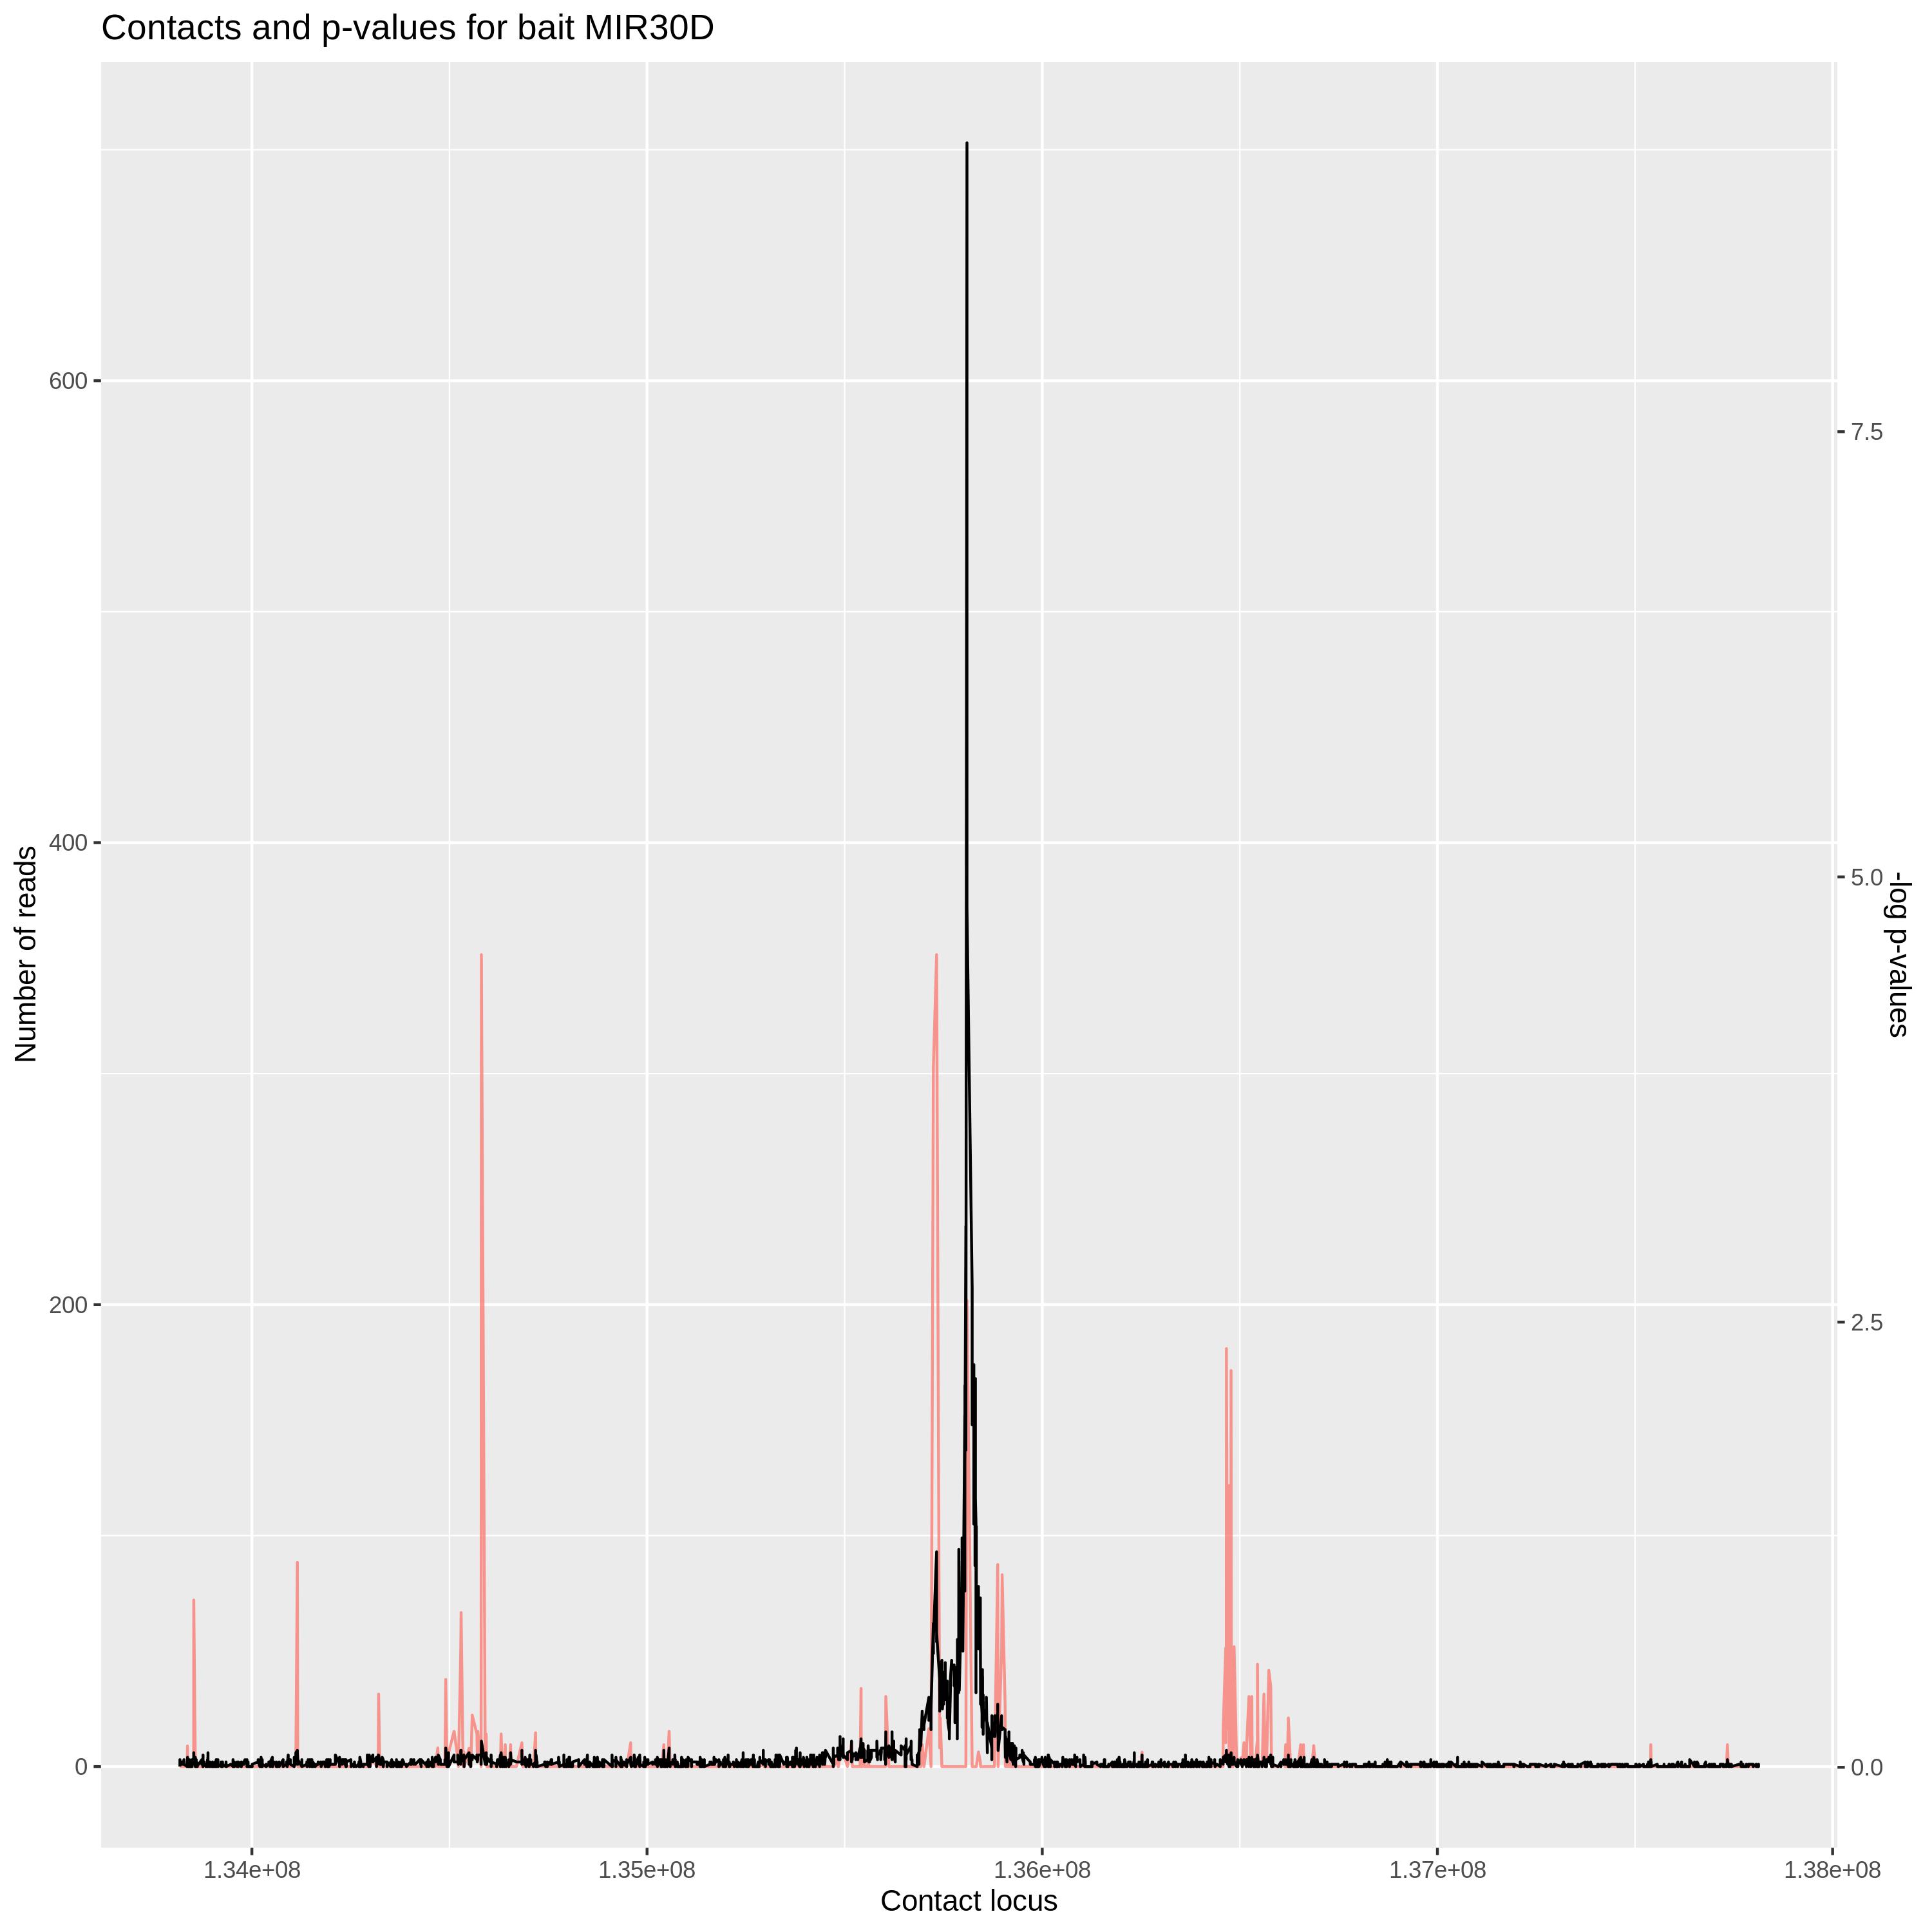 Contacts and p-values for bait MIR30D
Number of reads
600
400
200
0
7.5
5.0
2.5
0.0
-log p-values
1.34e+08
1.35e+08
1.36e+08
1.37e+08
1.38e+08
Contact locus